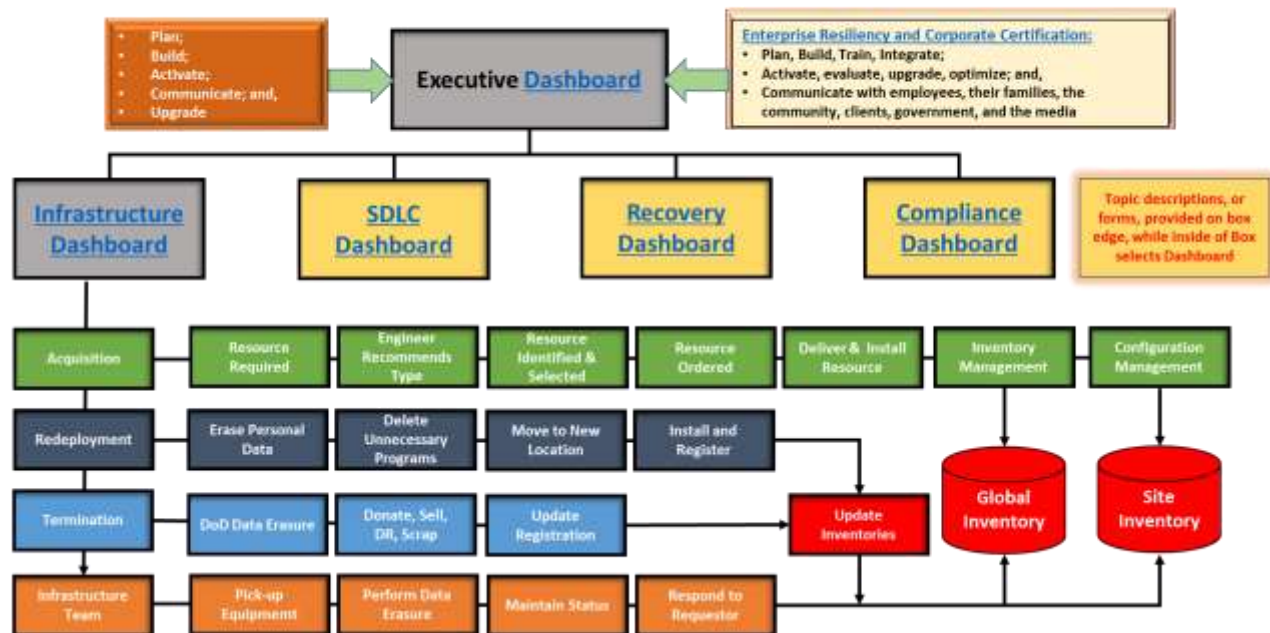 • Plan;
• Build;
• Activate;
• Communicate; and,
• Upgrade
Executive Dashboard
Enterprise Resiliency and Corporate Certification:
• Plan, Build, Train, Integrate;
• Activate, evaluate, upgrade, optimize; and,
• Communicate with employees, their families, the
community, clients, government, and the media
Infrastructure
Dashboard
SDLC
Dashboard
Recovery
Dashboard
Compliance
Dashboard
Topic descriptions, or
forms, provided on box
edge, while inside of Box
selects Dashboard
Acquisition
Resource
Required
Engineer
Recommends
Type
Resource
Identified &
Selected
Resource
Ordered
Deliver & Install
Resource
Inventory
Management
Configuration
Management
Redeployment
Erase Personal
Data
Delete
Unnecessary
Programs
Move to New
Location
Install and
Register
Global
Inventory
Site
Inventory
Termination
DoD Data Erasure
Donate, Sell,
DR, Scrap
Update
Registration
Update
Inventories
Infrastructure
Team
Pick-up
Equipment
Perform Data
Erasure
Maintain Status
Respond to
Requestor